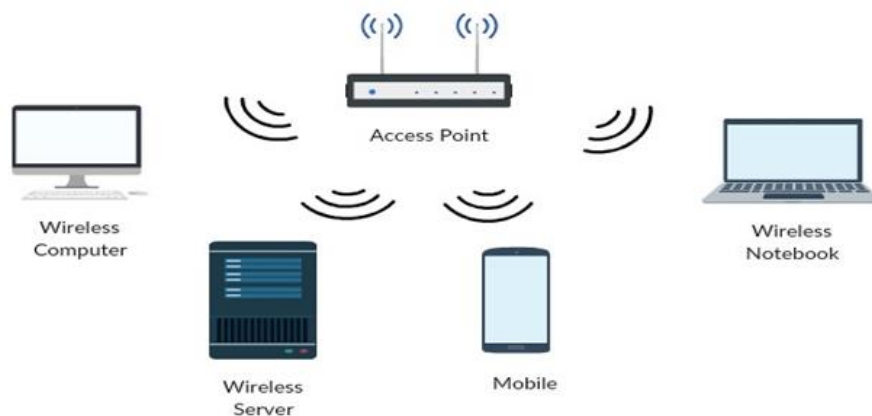 Access Point
Wireless
Computer
Wireless
Notebook
Wireless
Server
Mobile